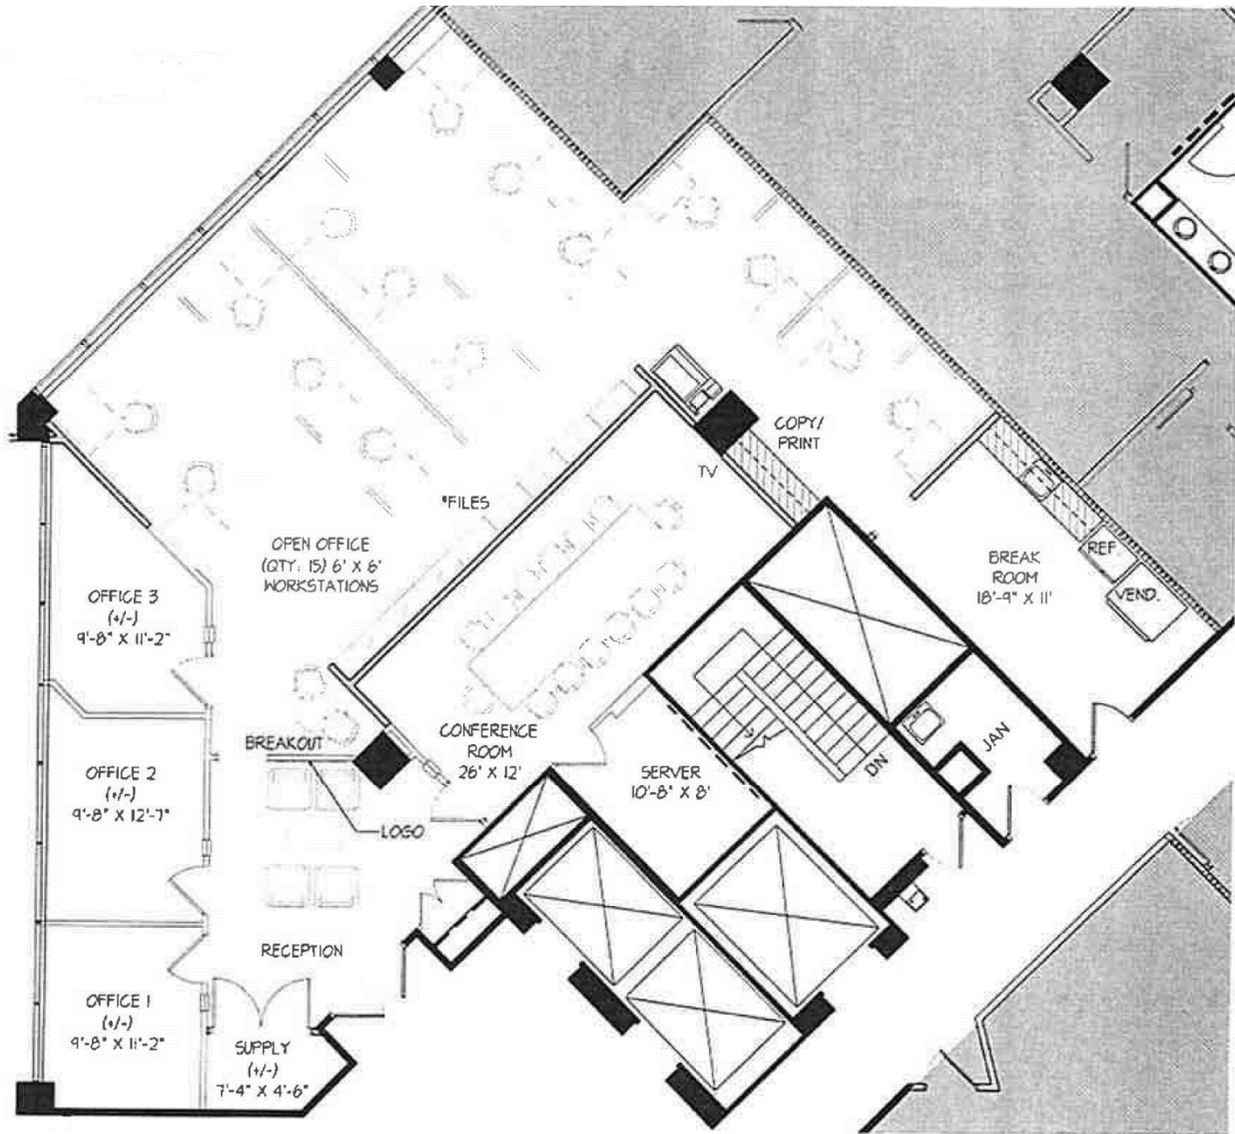 COPY/
PRINT
TV
*FILES
OPEN OFFICE
(QTY: 15) 6' X 6'
WORKSTATIONS
BREAK
ROOM
18'-9" X 11'
REF.
VEND.
OFFICE 3
(+/-)
9'-8" X 11'-2"
BREAKOUT
CONFERENCE
ROOM
26' X 12'
SERVER
10'-8" X 8'
DN
JAN
OFFICE 2
(+/-)
9'-8" X 12'-7"
LOGO
RECEPTION
OFFICE 1
(+/-)
9'-8" X 11'-2"
SUPPLY
(+/-)
7'-4" X 4'-6"